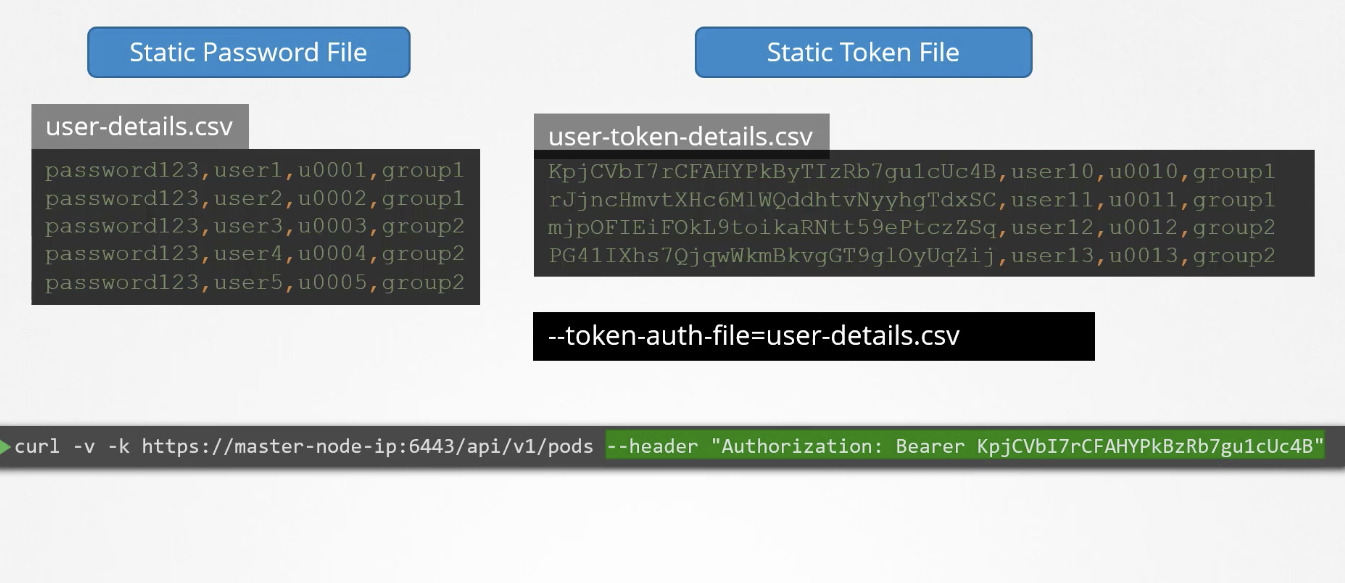 Static Password File
Static Token File
user-details.csv
password123,user1,u0001,group1
password123,user2,u0002,group1
password123,user3,u0003,group2
password123,user4,u0004,group2
password123,user5,u0005,group2
user-token-details.csv
KpjCVbI7rCFAHYPkByTIzRb7gu1cUc4B,user10,u0010,group1
rJjncHmvtXHc6MlWQddhtvNyyhgTdxSC,user11,u0011,group1
mjpOFIEiFOkL9toikaRNtt59ePtczZSq,user12,u0012,group2
PG41IXhs7QjqwWkmBkvgGT9glOyUqZij,user13,u0013,group2
--token-auth-file=user-details.csv
curl -v -k https://master-node-ip:6443/api/v1/pods --header "Authorization: Bearer KpjCVbI7rCFAHYPkBzRb7gu1cUc4B"